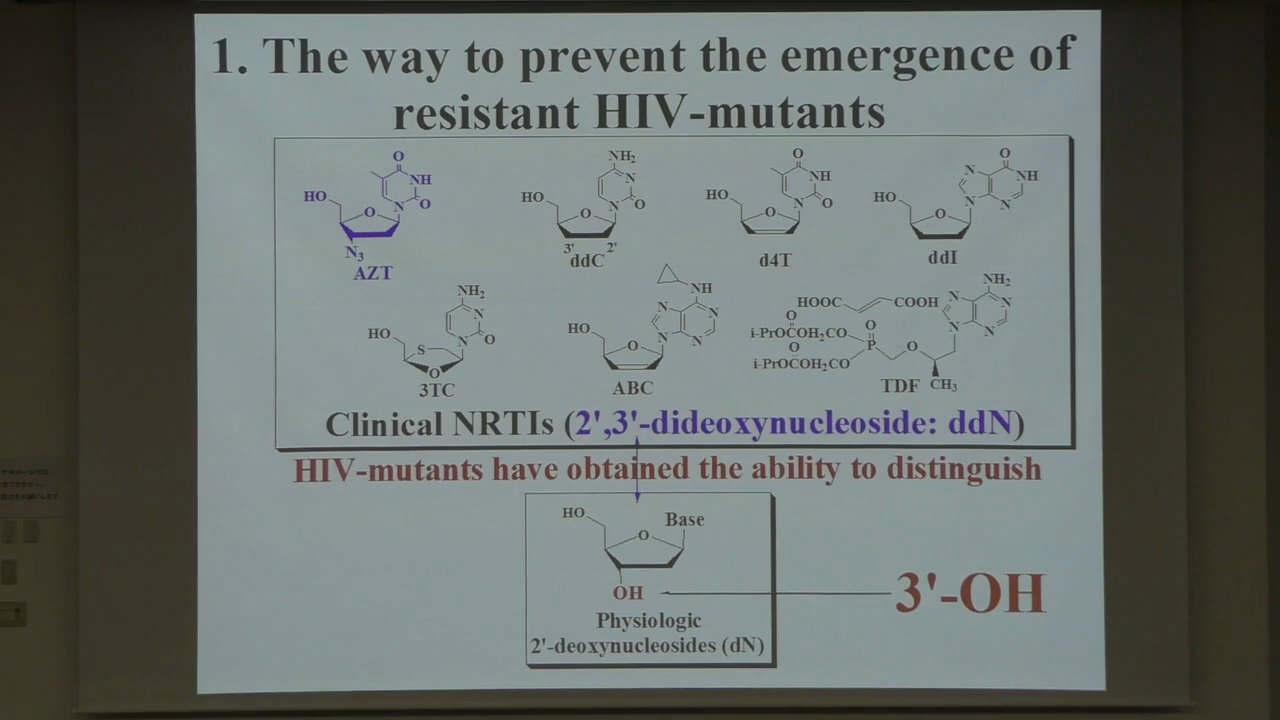 1. The way to prevent the emergence of
resistant HIV-mutants
O
NH
HO
O
N
O
N3
AZT
NH2
N
HO
O
N
O
3'
2'
ddC
O
NH
HO
O
N
O
d4T
O
N
NH
HO
O
N
N
ddI
NH2
N
HO
S
N
O
O
3TC
NH
N
N
HO
O
N
N
ABC
NH2
HOOC
COOH
N
N
O
i-PrOCOH2CO
O
N
N
O
P
O
i-PrOCOH2CO
TDF
CH3
Clinical NRTIs (2',3'-dideoxynucleoside: ddN)
HIV-mutants have obtained the ability to distinguish
HO
Base
O
OH
3'-OH
Physiologic
2'-deoxynucleosides (dN)